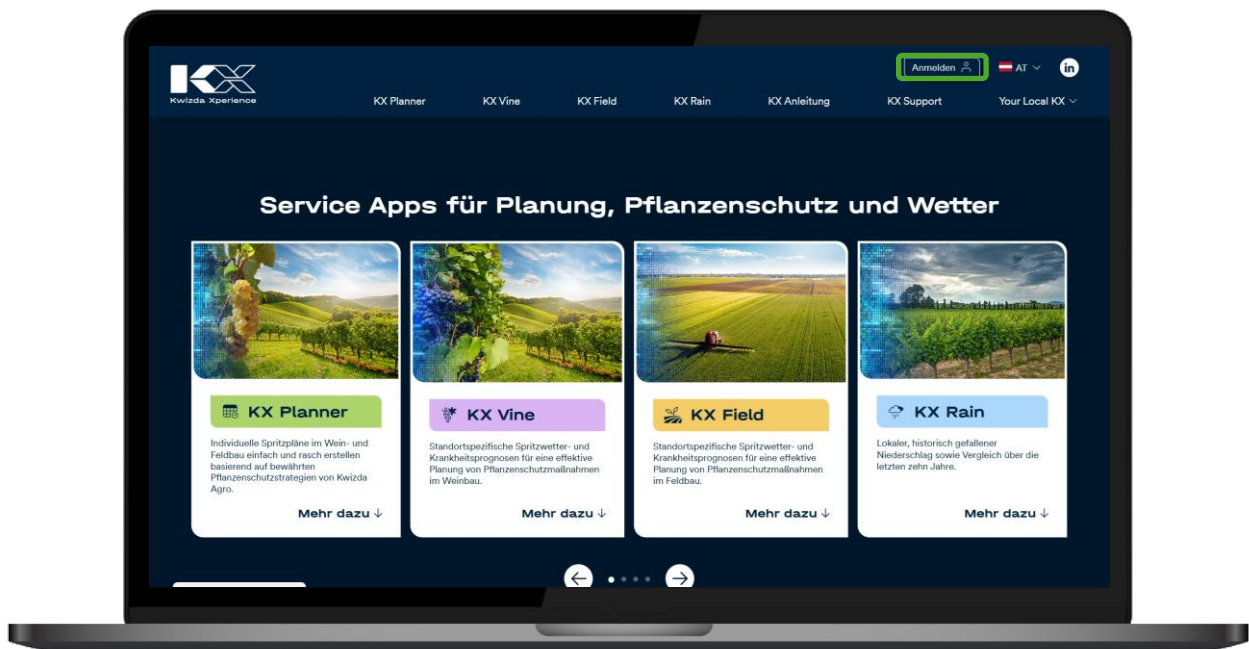 Anmelden
AT
in
KX
Kwizda Xperience
KX Planner
KX Vine
KX Field
KX Rain
KX Anleitung
KX Support
Your Local KX
Service Apps für Planung, Pflanzenschutz und Wetter
KX Planner
Individuelle Spritzpläne im Wein- und
Feldbau einfach und rasch erstellen
basierend auf bewährten
Pflanzenschutzstrategien von Kwizda
Agro.
Mehr dazu ↓
KX Vine
Standortspezifische Spritzwetter- und
Krankheitsprognosen für eine effektive
Planung von Pflanzenschutzmaßnahmen
im Weinbau.
Mehr dazu ↓
KX Field
Standortspezifische Spritzwetter- und
Krankheitsprognosen für eine effektive
Planung von Pflanzenschutzmaßnahmen
im Feldbau.
Mehr dazu ↓
KX Rain
Lokaler, historisch gefallener
Niederschlag sowie Vergleich über die
letzten zehn Jahre.
Mehr dazu ↓